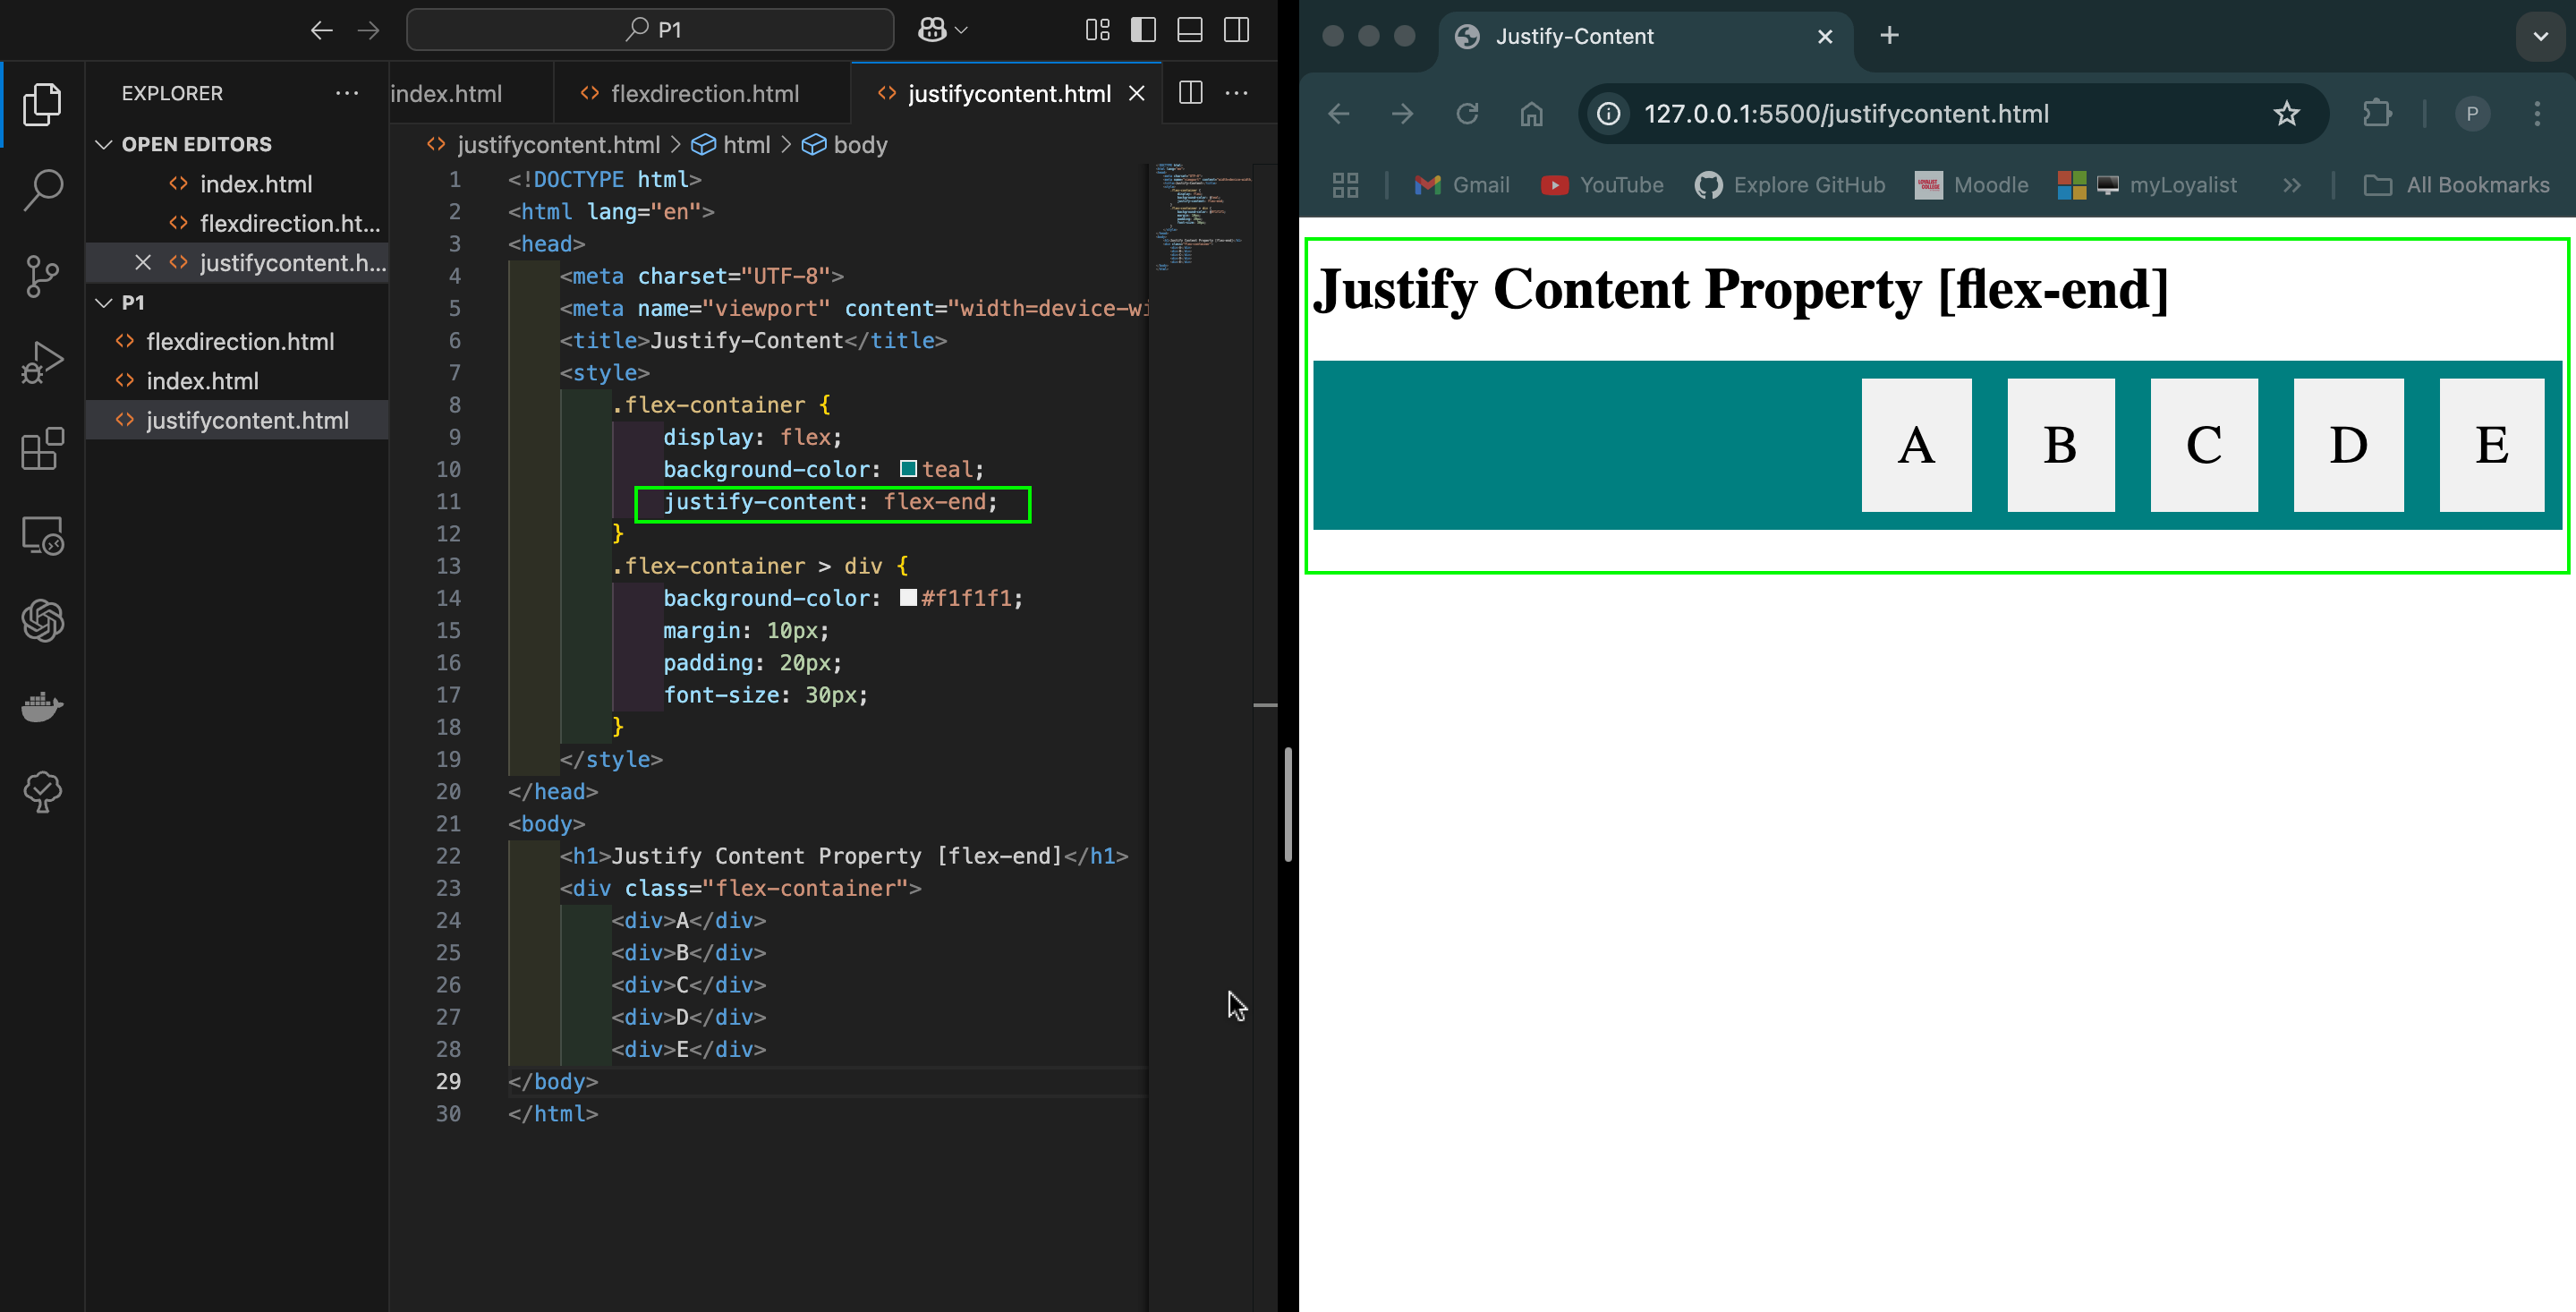 P1
EXPLORER
OPEN EDITORS
index.html
flexdirection.ht...
justifycontent.h...
P1
flexdirection.html
index.html
justifycontent.html
index.html
flexdirection.html
justifycontent.html
justifycontent.html > html > body
1 <!DOCTYPE html>
2 <html lang="en">
3 <head>
4 <meta charset="UTF-8">
5 <meta name="viewport" content="width=device-wi
6 <title>Justify-Content</title>
7 <style>
8 .flex-container {
9 display: flex;
10 background-color: teal;
11 justify-content: flex-end;
12 }
13 .flex-container > div {
14 background-color: #f1f1f1;
15 margin: 10px;
16 padding: 20px;
17 font-size: 30px;
18 }
19 </style>
20 </head>
21 <body>
22 <h1>Justify Content Property [flex-end]</h1>
23 <div class="flex-container">
24 <div>A</div>
25 <div>B</div>
26 <div>C</div>
27 <div>D</div>
28 <div>E</div>
29 </body>
30 </html>
Justify-Content
127.0.0.1:5500/justifycontent.html
P
Gmail YouTube Explore GitHub Moodle myLoyalist All Bookmarks
Justify Content Property [flex-end]
A B C D E